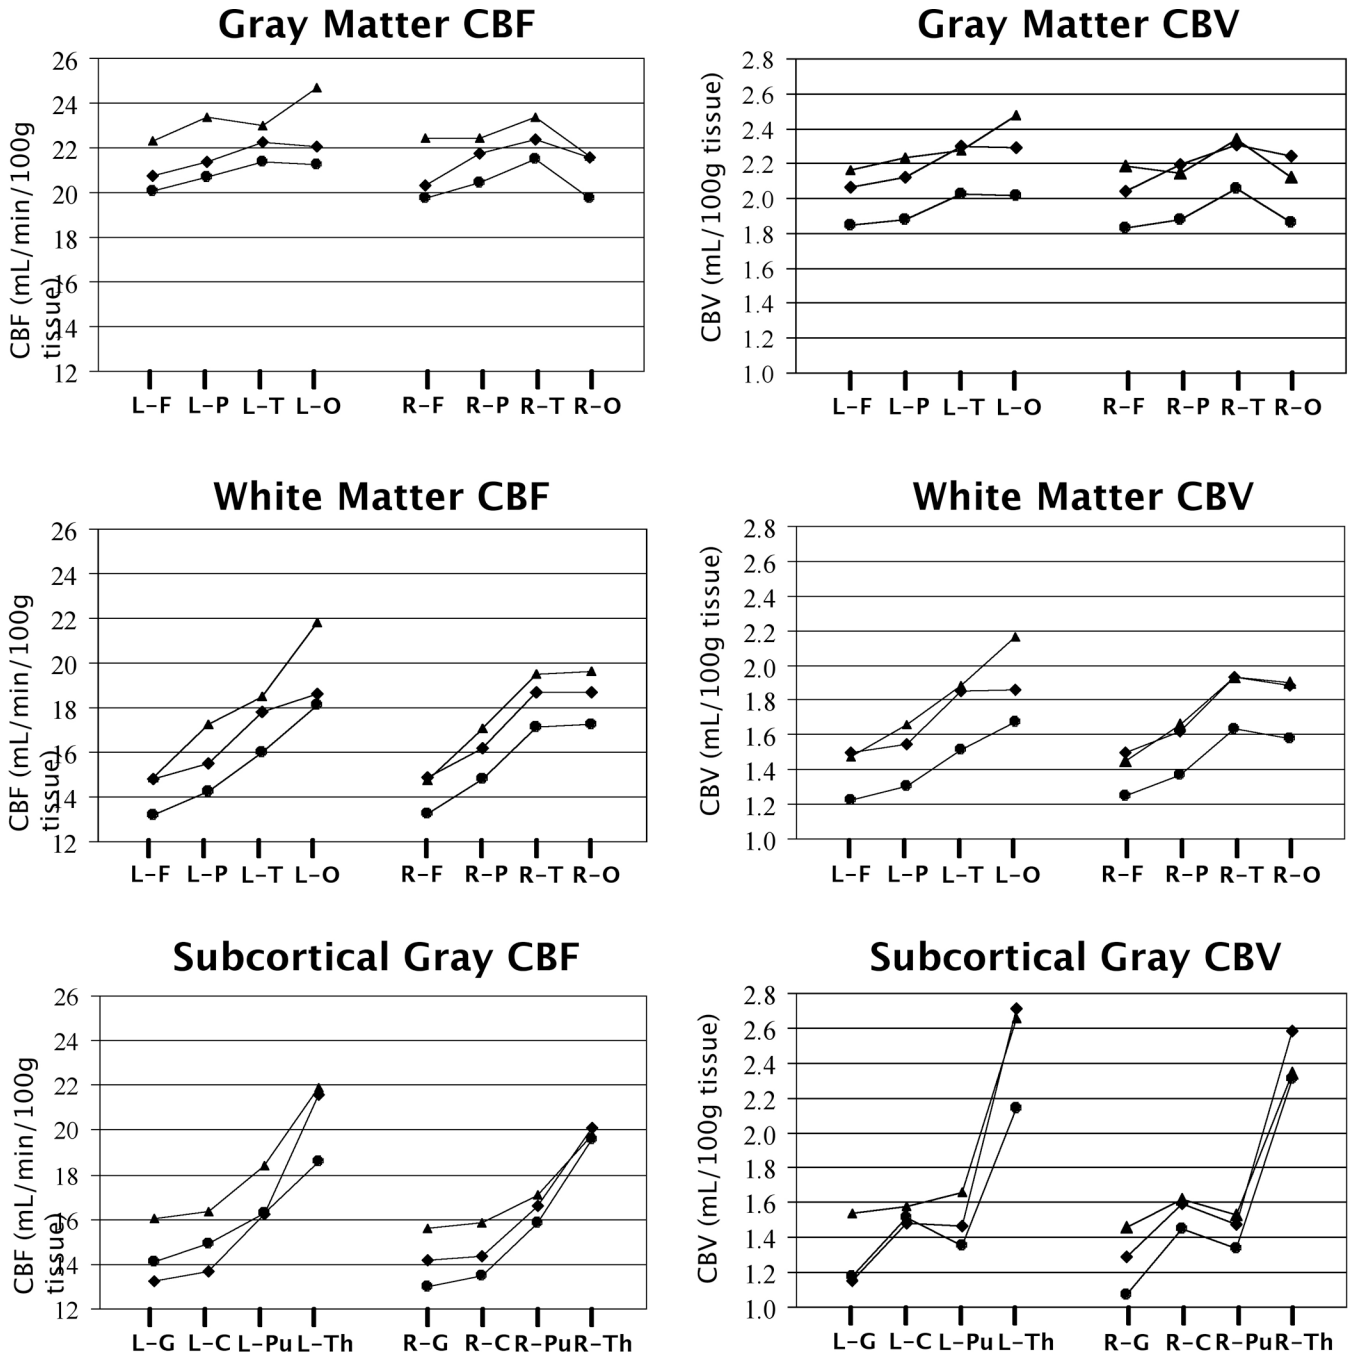 Gray Matter CBF
26
24
22
20
18
16
14
12
CBF (mL/min/100g
tissue)
L-F L-P L-T L-O R-F R-P R-T R-O
Gray Matter CBV
2.8
2.6
2.4
2.2
2.0
1.8
1.6
1.4
1.2
1.0
CBV (mL/100g tissue)
L-F L-P L-T L-O R-F R-P R-T R-O
White Matter CBF
26
24
22
20
18
16
14
12
CBF (mL/min/100g
tissue)
L-F L-P L-T L-O R-F R-P R-T R-O
White Matter CBV
2.8
2.6
2.4
2.2
2.0
1.8
1.6
1.4
1.2
1.0
CBV (mL/100g tissue)
L-F L-P L-T L-O R-F R-P R-T R-O
Subcortical Gray CBF
26
24
22
20
18
16
14
12
CBF (mL/min/100g
tissue)
L-G L-C L-Pu L-Th R-G R-C R-Pu R-Th
Subcortical Gray CBV
2.8
2.6
2.4
2.2
2.0
1.8
1.6
1.4
1.2
1.0
CBV (mL/100g tissue)
L-G L-C L-Pu L-Th R-G R-C R-Pu R-Th